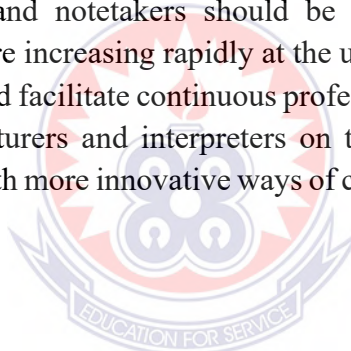 and notetakers should be
re increasing rapidly at the u
d facilitate continuous profe
turers and interpreters on t
th more innovative ways of c
EDUCATION FOR SERVICE